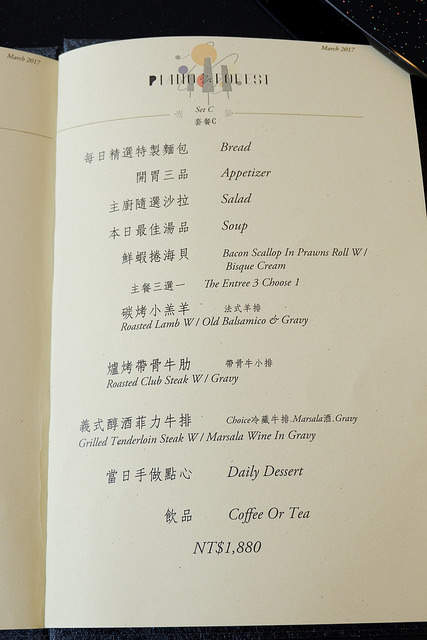 March 2017
March 2017
PIANO FOREST
Set C
套餐C
每日精選特製麵包 Bread
開胃三品 Appetizer
主廚隨選沙拉 Salad
本日最佳湯品 Soup
鮮蝦捲海貝 Bacon Scallop In Prawns Roll W /
Bisque Cream
主餐三選一 The Entree 3 Choose 1
碳烤小羔羊 法式羊排
Roasted Lamb W / Old Balsamico & Gravy
爐烤帶骨牛肋 帶骨牛小排
Roasted Club Steak W / Gravy
義式醇酒菲力牛排 Choice冷藏牛排.Marsala酒.Gravy
Grilled Tenderloin Steak W / Marsala Wine In Gravy
當日手做點心 Daily Dessert
飲品 Coffee Or Tea
NT$1,880